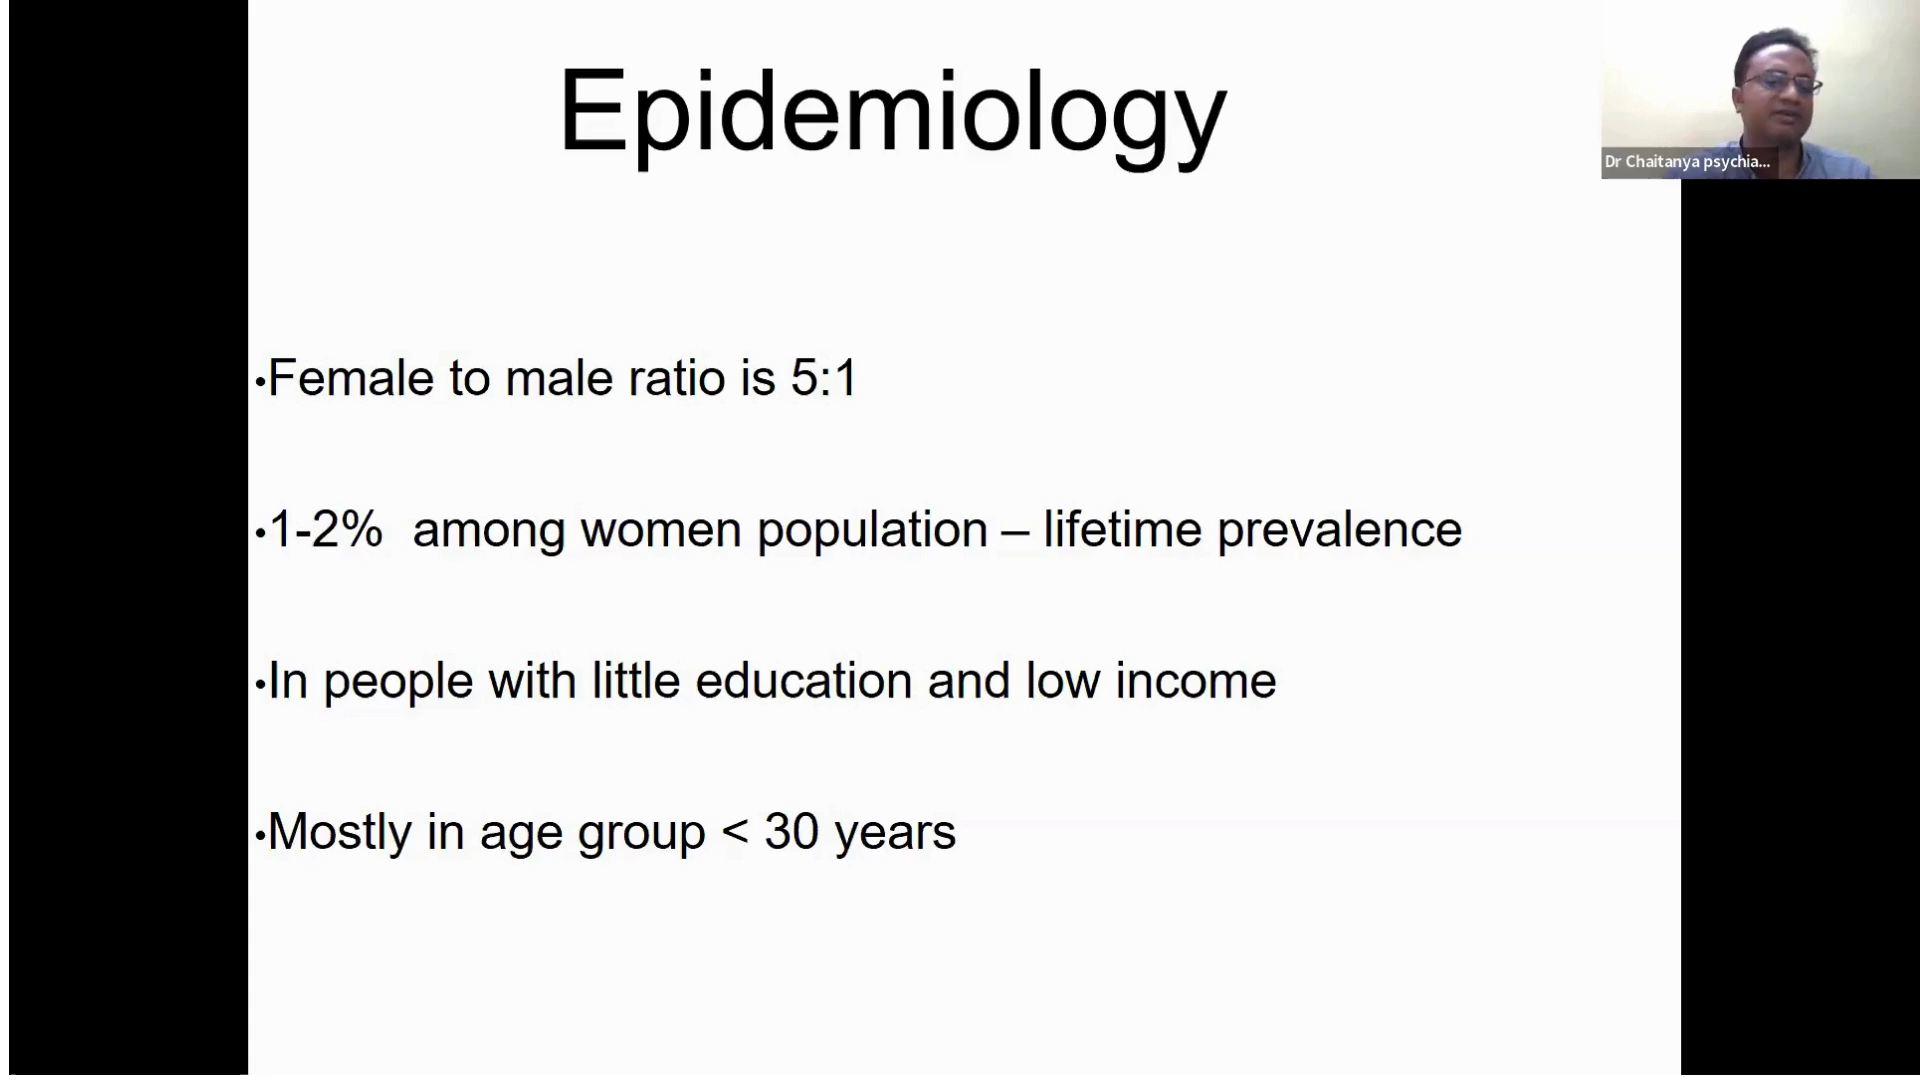 Epidemiology
Dr Chaitanya psychia...
•Female to male ratio is 5:1
•1-2% among women population – lifetime prevalence
•In people with little education and low income
•Mostly in age group < 30 years